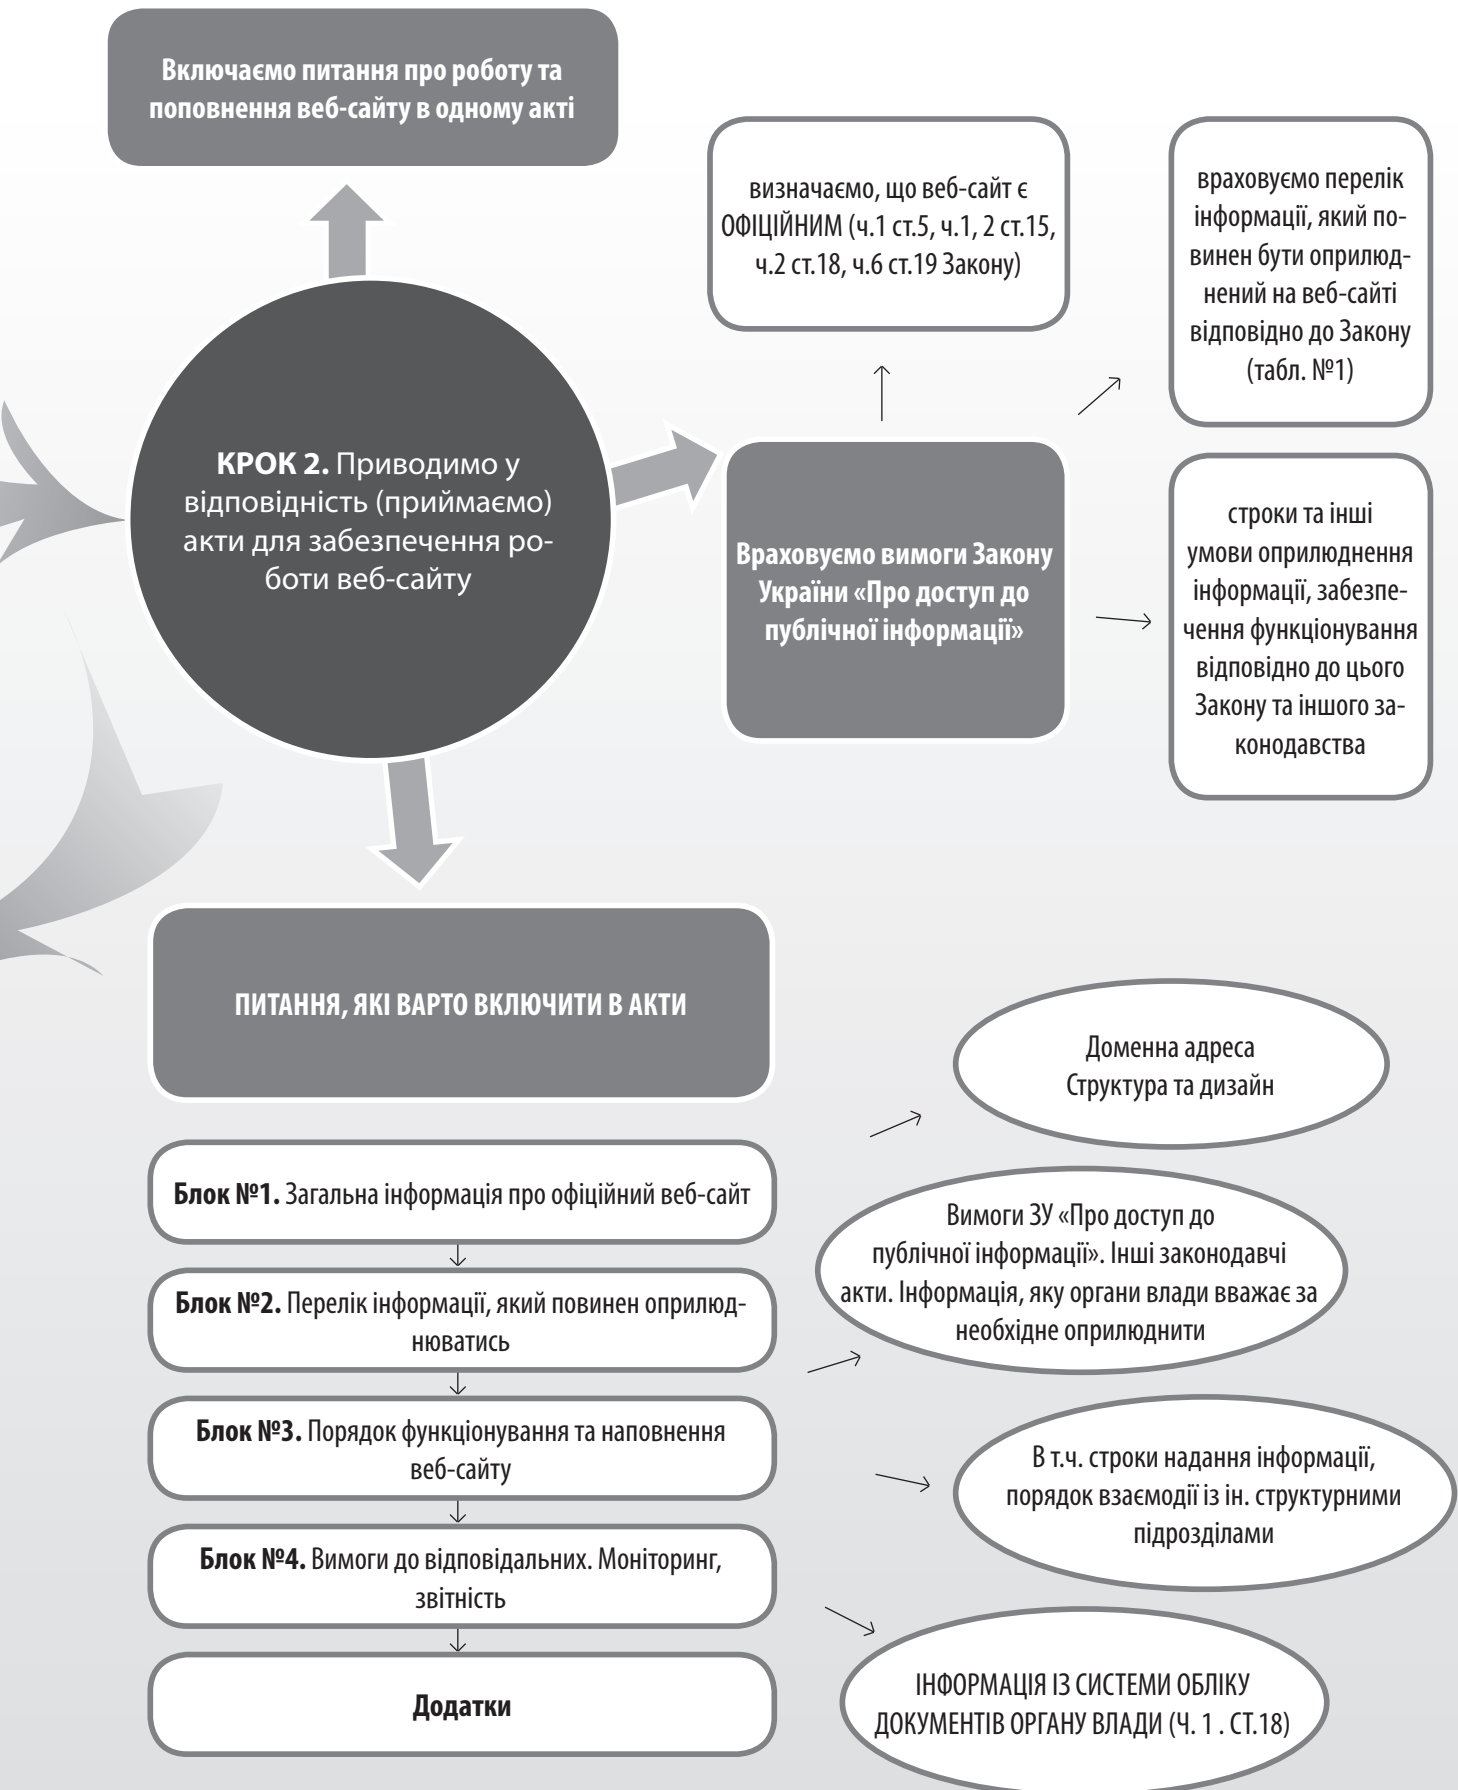 Включаємо питання про роботу та
поповнення веб-сайту в одному акті
визначаємо, що веб-сайт є
ОФІЦІЙНИМ (ч.1 ст.5, ч.1, 2 ст.15,
ч.2 ст.18, ч.6 ст.19 Закону)
враховуємо перелік
інформації, який по-
винен бути оприлюд-
нений на веб-сайті
відповідно до Закону
(табл. №1)
КРОК 2. Приводимо у
відповідність (приймаємо)
акти для забезпечення ро-
боти веб-сайту
Враховуємо вимоги Закону
України «Про доступ до
публічної інформації»
строки та інші
умови оприлюднення
інформації, забезпе-
чення функціонування
відповідно до цього
Закону та іншого за-
конодавства
ПИТАННЯ, ЯКІ ВАРТО ВКЛЮЧИТИ В АКТИ
Доменна адреса
Структура та дизайн
Блок №1. Загальна інформація про офіційний веб-сайт
Вимоги ЗУ «Про доступ до
публічної інформації». Інші законодавчі
акти. Інформація, яку органи влади вважає за
необхідне оприлюднити
Блок №2. Перелік інформації, який повинен оприлюд-
нюватись
Блок №3. Порядок функціонування та наповнення
веб-сайту
В т.ч. строки надання інформації,
порядок взаємодії із ін. структурними
підрозділами
Блок №4. Вимоги до відповідальних. Моніторинг,
звітність
ІНФОРМАЦІЯ ІЗ СИСТЕМИ ОБЛІКУ
ДОКУМЕНТІВ ОРГАНУ ВЛАДИ (Ч. 1 . СТ.18)
Додатки